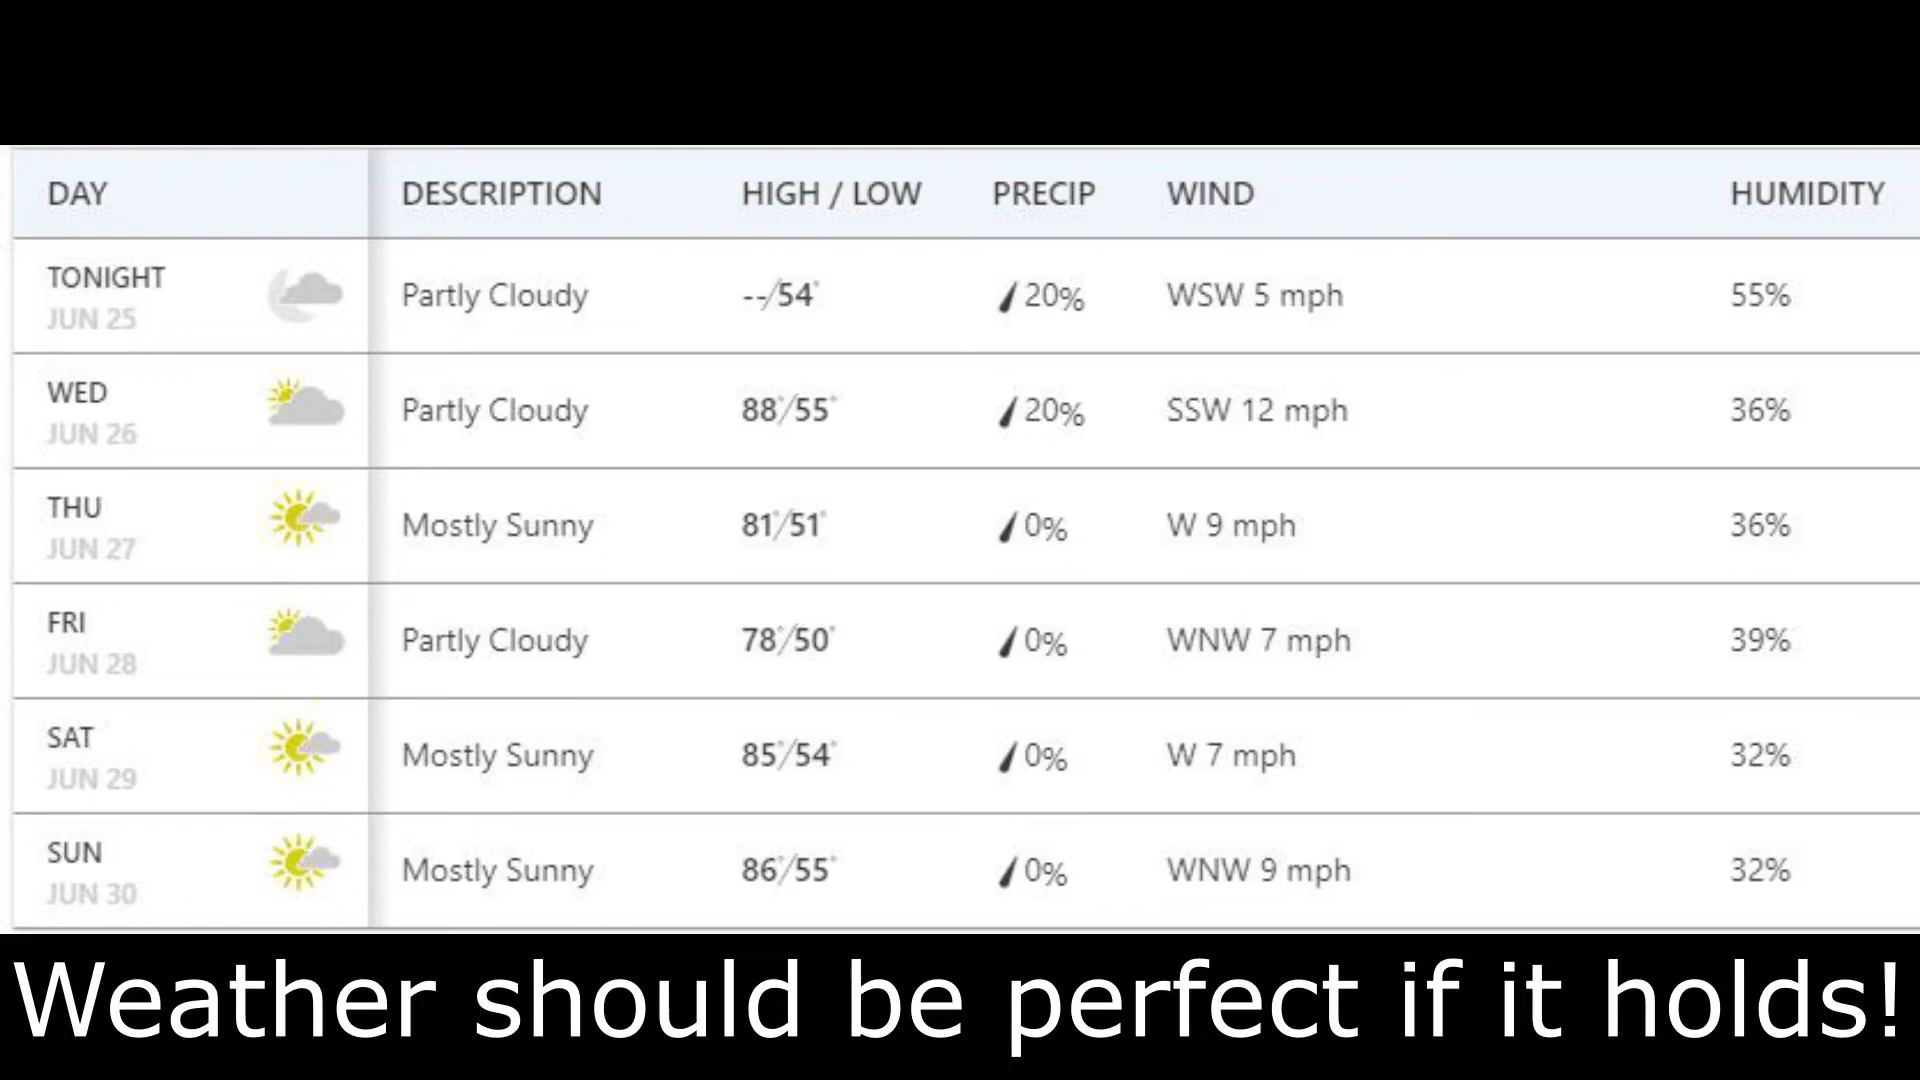 DAY DESCRIPTION HIGH / LOW PRECIP WIND HUMIDITY
TONIGHT
JUN 25
Partly Cloudy --/54° 20% WSW 5 mph 55%
WED
JUN 26
Partly Cloudy 88°/55° 20% SSW 12 mph 36%
THU
JUN 27
Mostly Sunny 81°/51° 0% W 9 mph 36%
FRI
JUN 28
Partly Cloudy 78°/50° 0% WNW 7 mph 39%
SAT
JUN 29
Mostly Sunny 85°/54° 0% W 7 mph 32%
SUN
JUN 30
Mostly Sunny 86°/55° 0% WNW 9 mph 32%
Weather should be perfect if it holds!